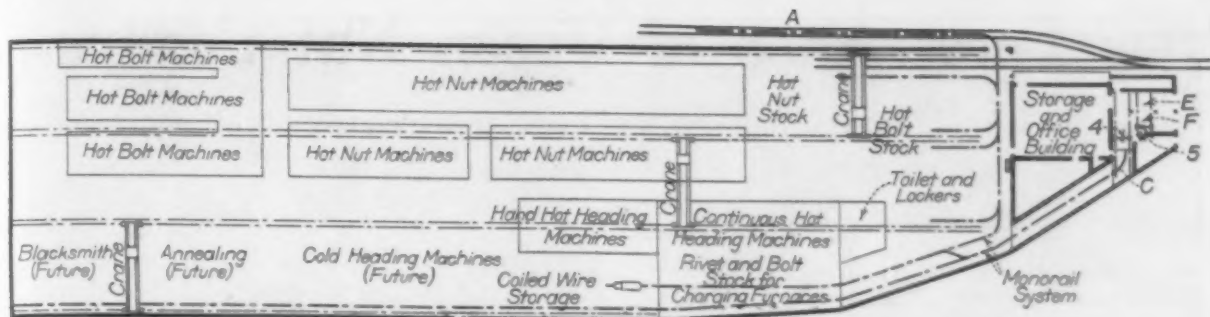 A
Hot Bolt Machines
Hot Bolt Machines
Hot Bolt Machines
Hot Nut Machines
Hot Nut Machines
Hot Nut Machines
Hot
Nut
Stock
Crane
Hot
Bolt
Stock
Storage
and
Office
Building
4
E
F
5
C
Crane
Toilet and
Lockers
Hand Hot Heading
Machines
Continuous Hot
Heading Machines
Rivet and Bolt
Stock for
Charging Furnaces
Blacksmith
(Future)
Crane
Annealing
(Future)
Cold Heading Machines
(Future)
Coiled Wire
Storage
Monorail
System